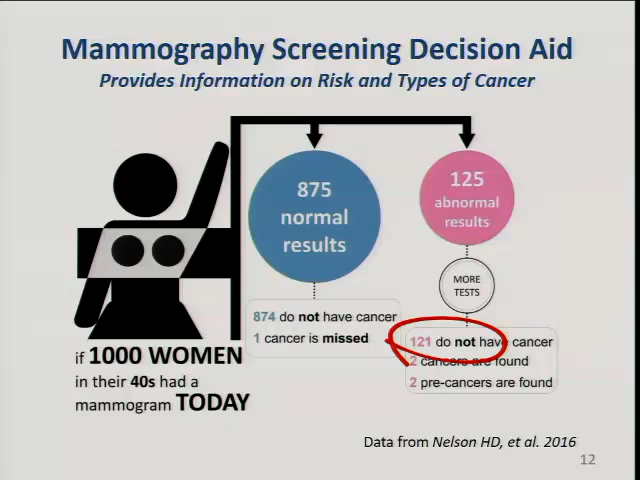 Mammography Screening Decision Aid
Provides Information on Risk and Types of Cancer
875
normal
results
125
abnormal
results
MORE
TESTS
874 do not have cancer
1 cancer is missed
121 do not have cancer
2 cancers are found
2 pre-cancers are found
if 1000 WOMEN
in their 40s had a
mammogram TODAY
Data from Nelson HD, et al. 2016
12